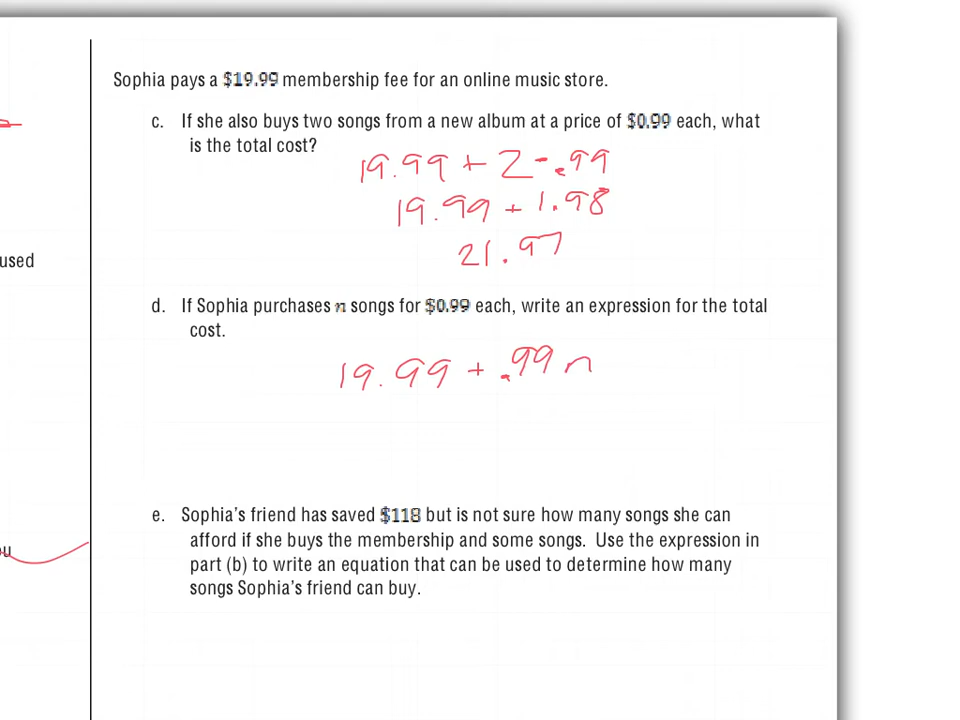 Sophia pays a $19.99 membership fee for an online music store.
c. If she also buys two songs from a new album at a price of $0.99 each, what
is the total cost?
19.99 + 2 - .99
19.99 + 1.98
21.97
used
d. If Sophia purchases n songs for $0.99 each, write an expression for the total
cost.
19.99 + .99 n
e. Sophia's friend has saved $118 but is not sure how many songs she can
afford if she buys the membership and some songs. Use the expression in
part (b) to write an equation that can be used to determine how many
songs Sophia's friend can buy.